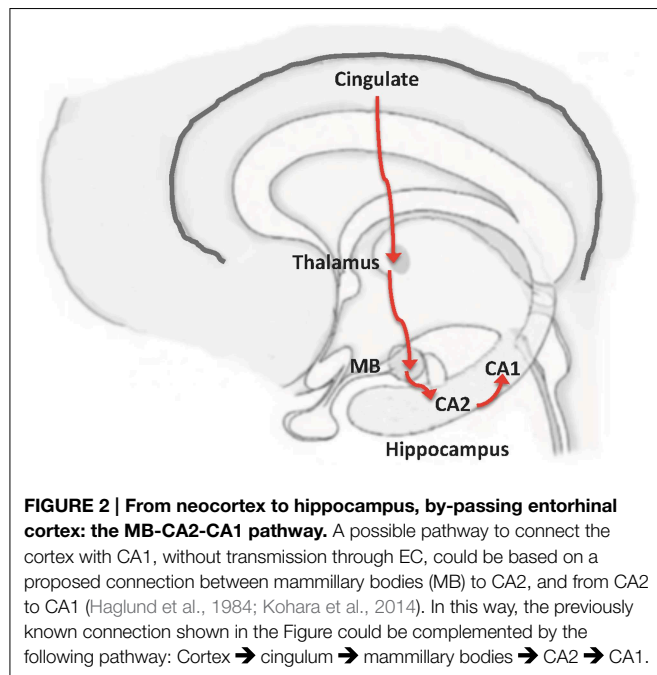 Cingulate
Thalamus
MB
CA1
CA2
Hippocampus
FIGURE 2 | From neocortex to hippocampus, by-passing entorhinal
cortex: the MB-CA2-CA1 pathway. A possible pathway to connect the
cortex with CA1, without transmission through EC, could be based on a
proposed connection between mammillary bodies (MB) to CA2, and from CA2
to CA1 (Haglund et al., 1984; Kohara et al., 2014). In this way, the previously
known connection shown in the Figure could be complemented by the
following pathway: Cortex ➔ cingulum ➔ mammillary bodies ➔ CA2 ➔ CA1.